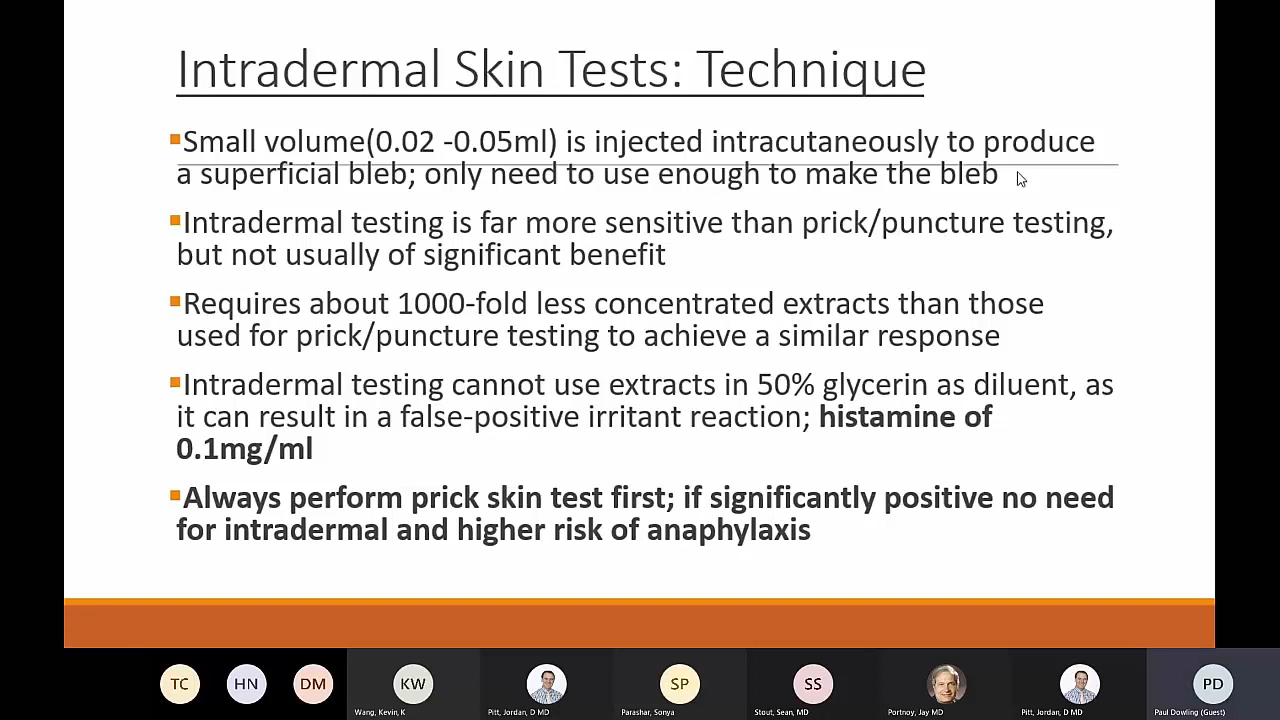 Intradermal Skin Tests: Technique
Small volume(0.02 -0.05ml) is injected intracutaneously to produce
a superficial bleb; only need to use enough to make the bleb
Intradermal testing is far more sensitive than prick/puncture testing,
but not usually of significant benefit
Requires about 1000-fold less concentrated extracts than those
used for prick/puncture testing to achieve a similar response
Intradermal testing cannot use extracts in 50% glycerin as diluent, as
it can result in a false-positive irritant reaction; histamine of
0.1mg/ml
Always perform prick skin test first; if significantly positive no need
for intradermal and higher risk of anaphylaxis
TC HN DM KW SP SS PD
Wang, Kevin, K Pitt, Jordan, D MD Parashar, Sonya Stout, Sean, MD Portnoy, Jay MD Pitt, Jordan, D MD Paul Dowling (Guest)